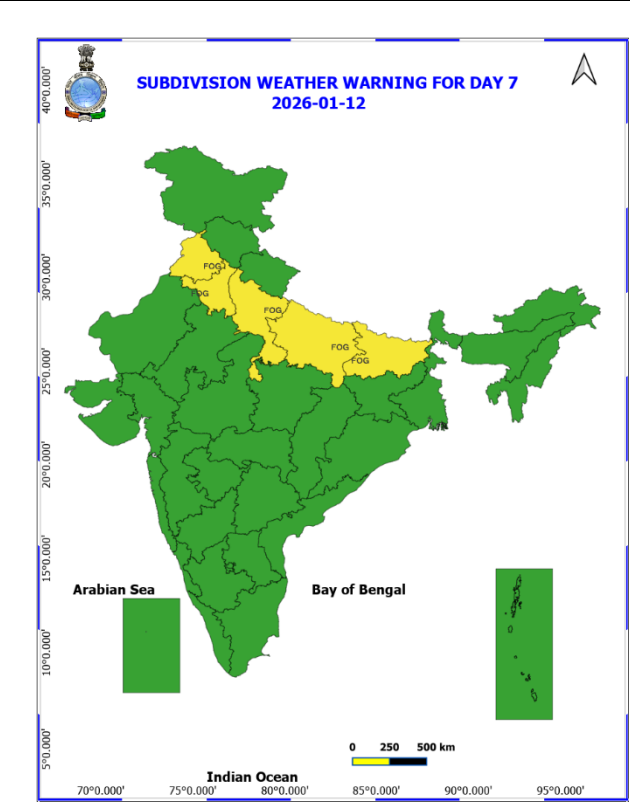 SUBDIVISION WEATHER WARNING FOR DAY 7
2026-01-12
40°0.000'
35°0.000'
30°0.000'
25°0.000'
20°0.000'
15°0.000'
10°0.000'
5°0.000'
FOG
FOG
FOG
FOG
FOG
Arabian Sea
Bay of Bengal
0 250 500 km
Indian Ocean
70°0.000' 75°0.000' 80°0.000' 85°0.000' 90°0.000' 95°0.000'